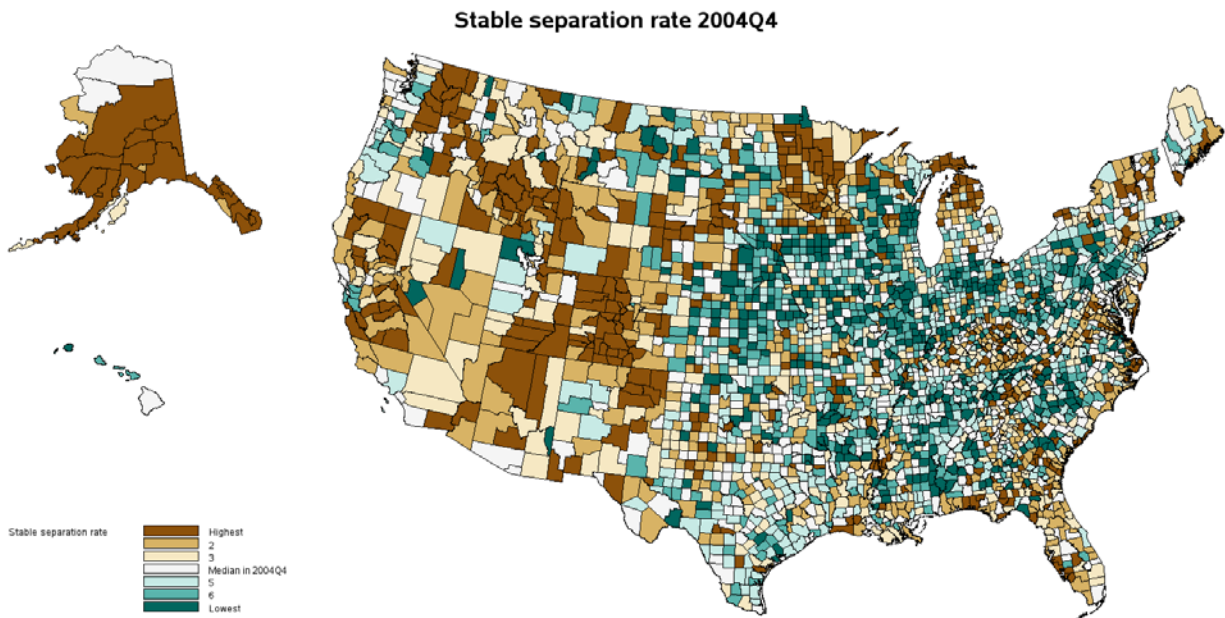 Stable separation rate 2004Q4
Stable separation rate
Highest
2
3
Median in 2004Q4
5
6
Lowest